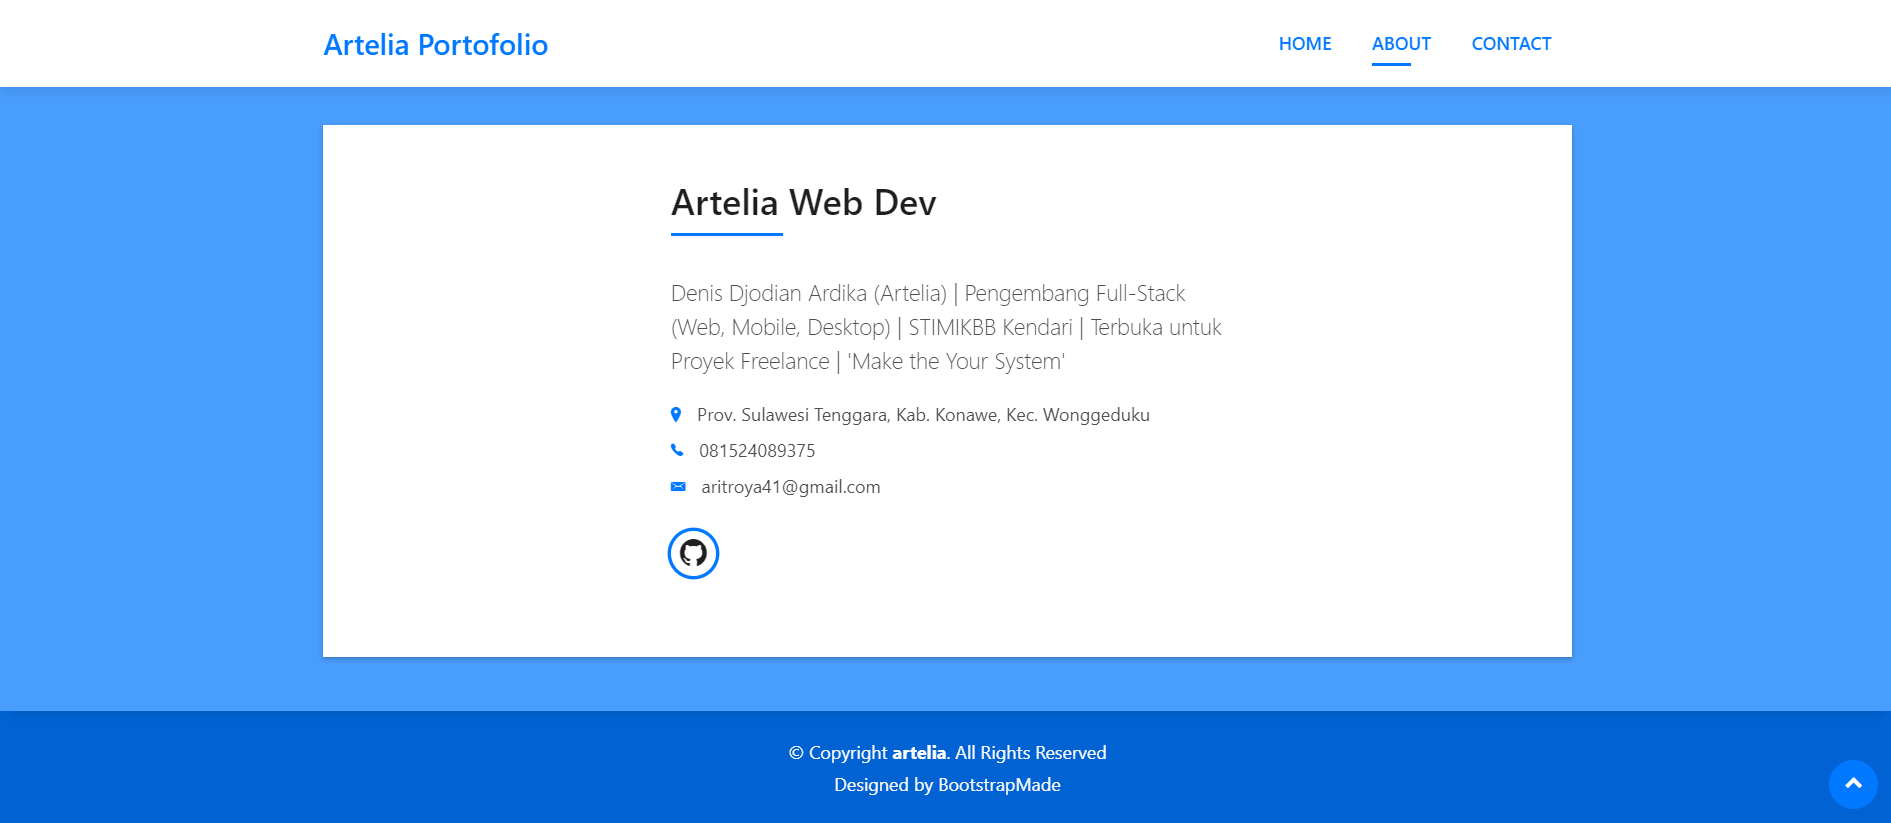 Artelia Portofolio
HOME
ABOUT
CONTACT
Artelia Web Dev
Denis Djodian Ardika (Artelia) | Pengembang Full-Stack
(Web, Mobile, Desktop) | STIMIKBB Kendari | Terbuka untuk
Proyek Freelance | 'Make the Your System'
Prov. Sulawesi Tenggara, Kab. Konawe, Kec. Wonggeduku
081524089375
aritroya41@gmail.com
© Copyright artelia. All Rights Reserved
Designed by BootstrapMade